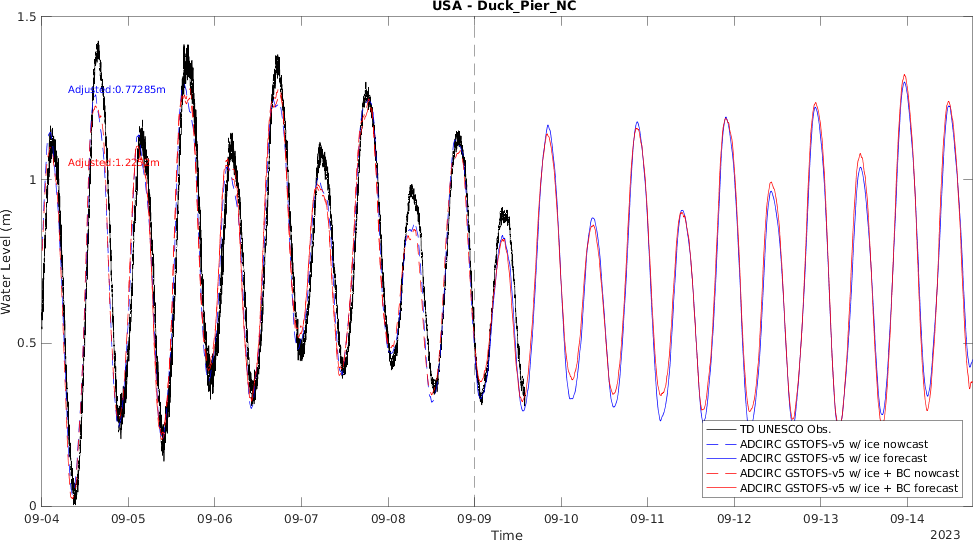 USA - Duck_Pier_NC
1.5
1
0.5
0
Water Level (m)
Adjusted:0.77285m
TD UNESCO Obs.
ADCIRC GSTOFS-v5 w/ ice nowcast
ADCIRC GSTOFS-v5 w/ ice forecast
ADCIRC GSTOFS-v5 w/ ice + BC nowcast
ADCIRC GSTOFS-v5 w/ ice + BC forecast
09-04 09-05 09-06 09-07 09-08 09-09 09-10 09-11 09-12 09-13 09-14
Time
2023